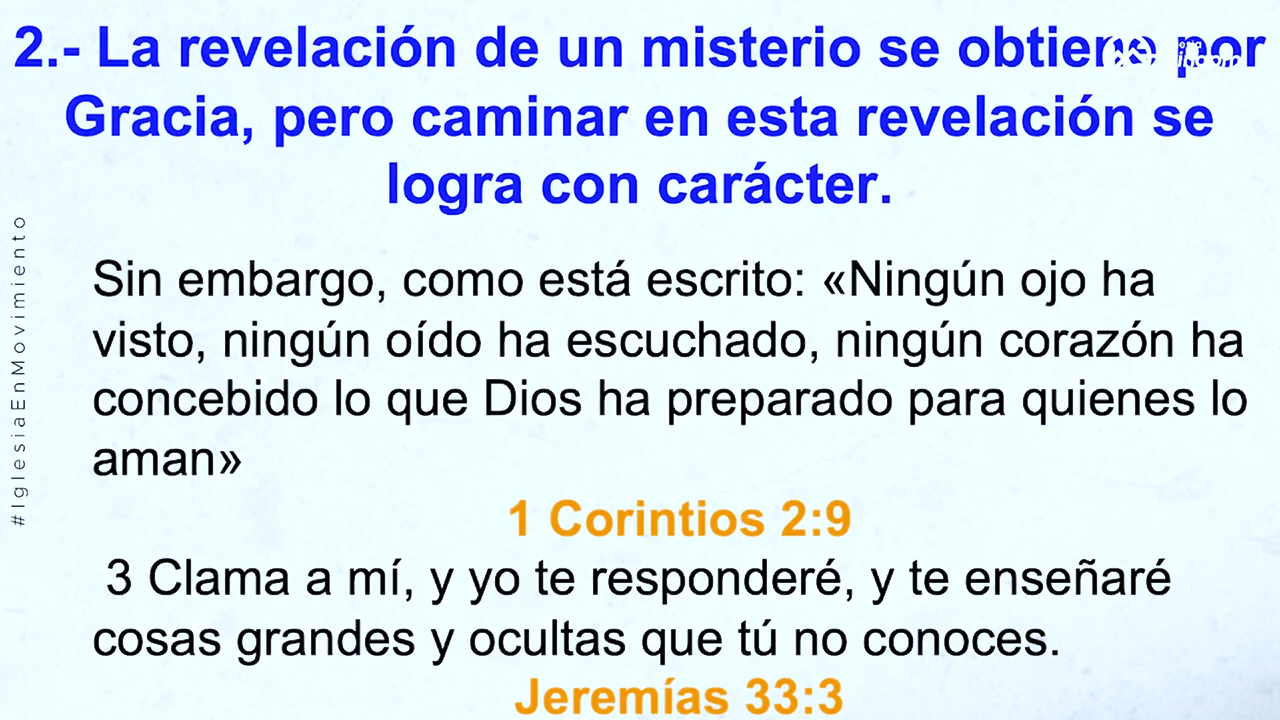 2.- La revelación de un misterio se obtiene por
Gracia, pero caminar en esta revelación se
logra con carácter.
#IglesiaEnMovimiento
Sin embargo, como está escrito: «Ningún ojo ha
visto, ningún oído ha escuchado, ningún corazón ha
concebido lo que Dios ha preparado para quienes lo
aman»
1 Corintios 2:9
3 Clama a mí, y yo te responderé, y te enseñaré
cosas grandes y ocultas que tú no conoces.
Jeremías 33:3